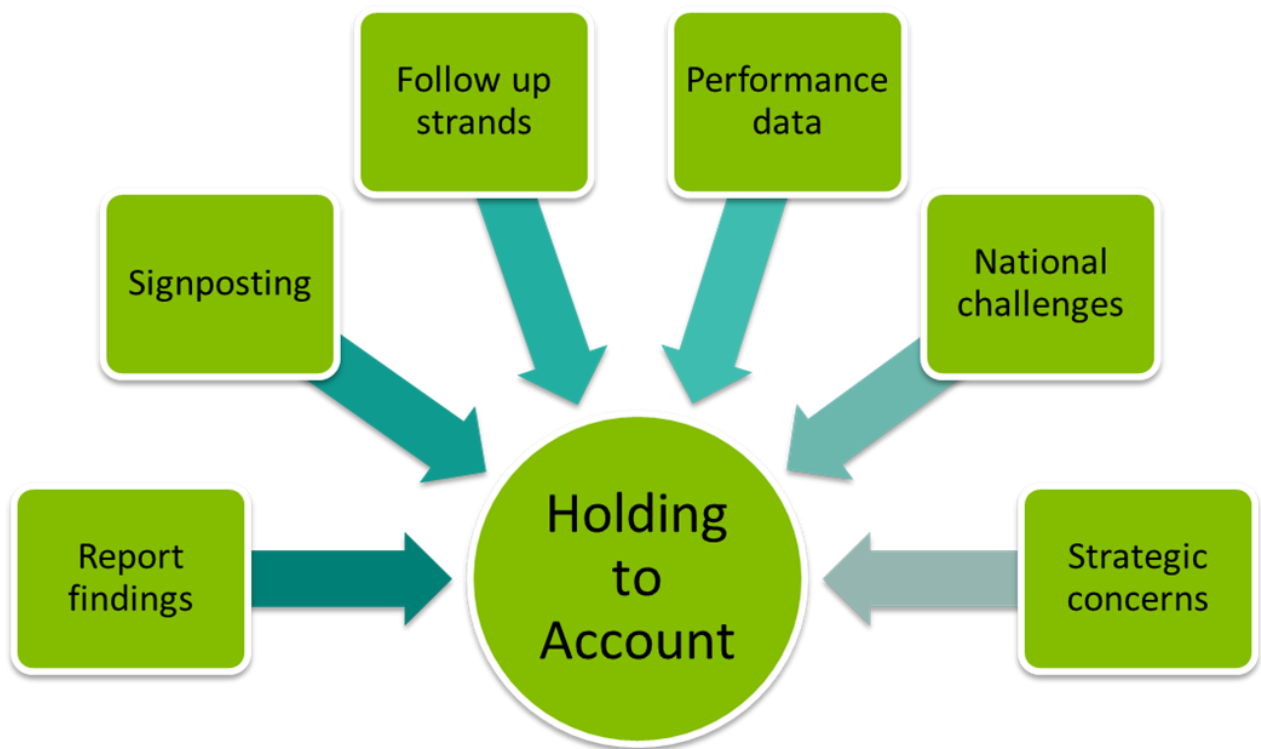 Follow up
strands
Performance
data
Signposting
National
challenges
Report
findings
Holding
to
Account
Strategic
concerns